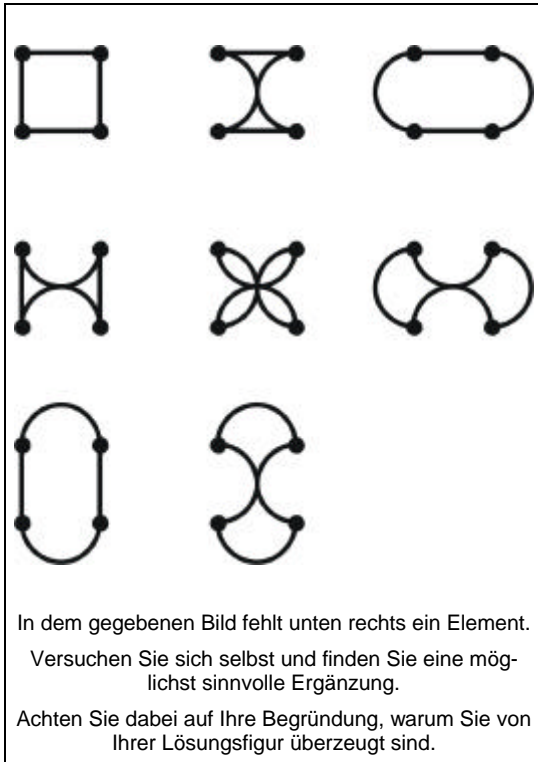 In dem gegebenen Bild fehlt unten rechts ein Element.
Versuchen Sie sich selbst und finden Sie eine mög-
lichst sinnvolle Ergänzung.
Achten Sie dabei auf Ihre Begründung, warum Sie von
Ihrer Lösungsfigur überzeugt sind.